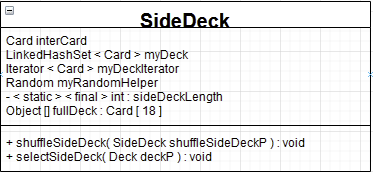 SideDeck
Card interCard
LinkedHashSet < Card > myDeck
Iterator < Card > myDeckIterator
Random myRandomHelper
- < static > < final > int : sideDeckLength
Object [] fullDeck : Card [ 18 ]
+ shuffleSideDeck( SideDeck shuffleSideDeckP ) : void
+ selectSideDeck( Deck deckP ) : void